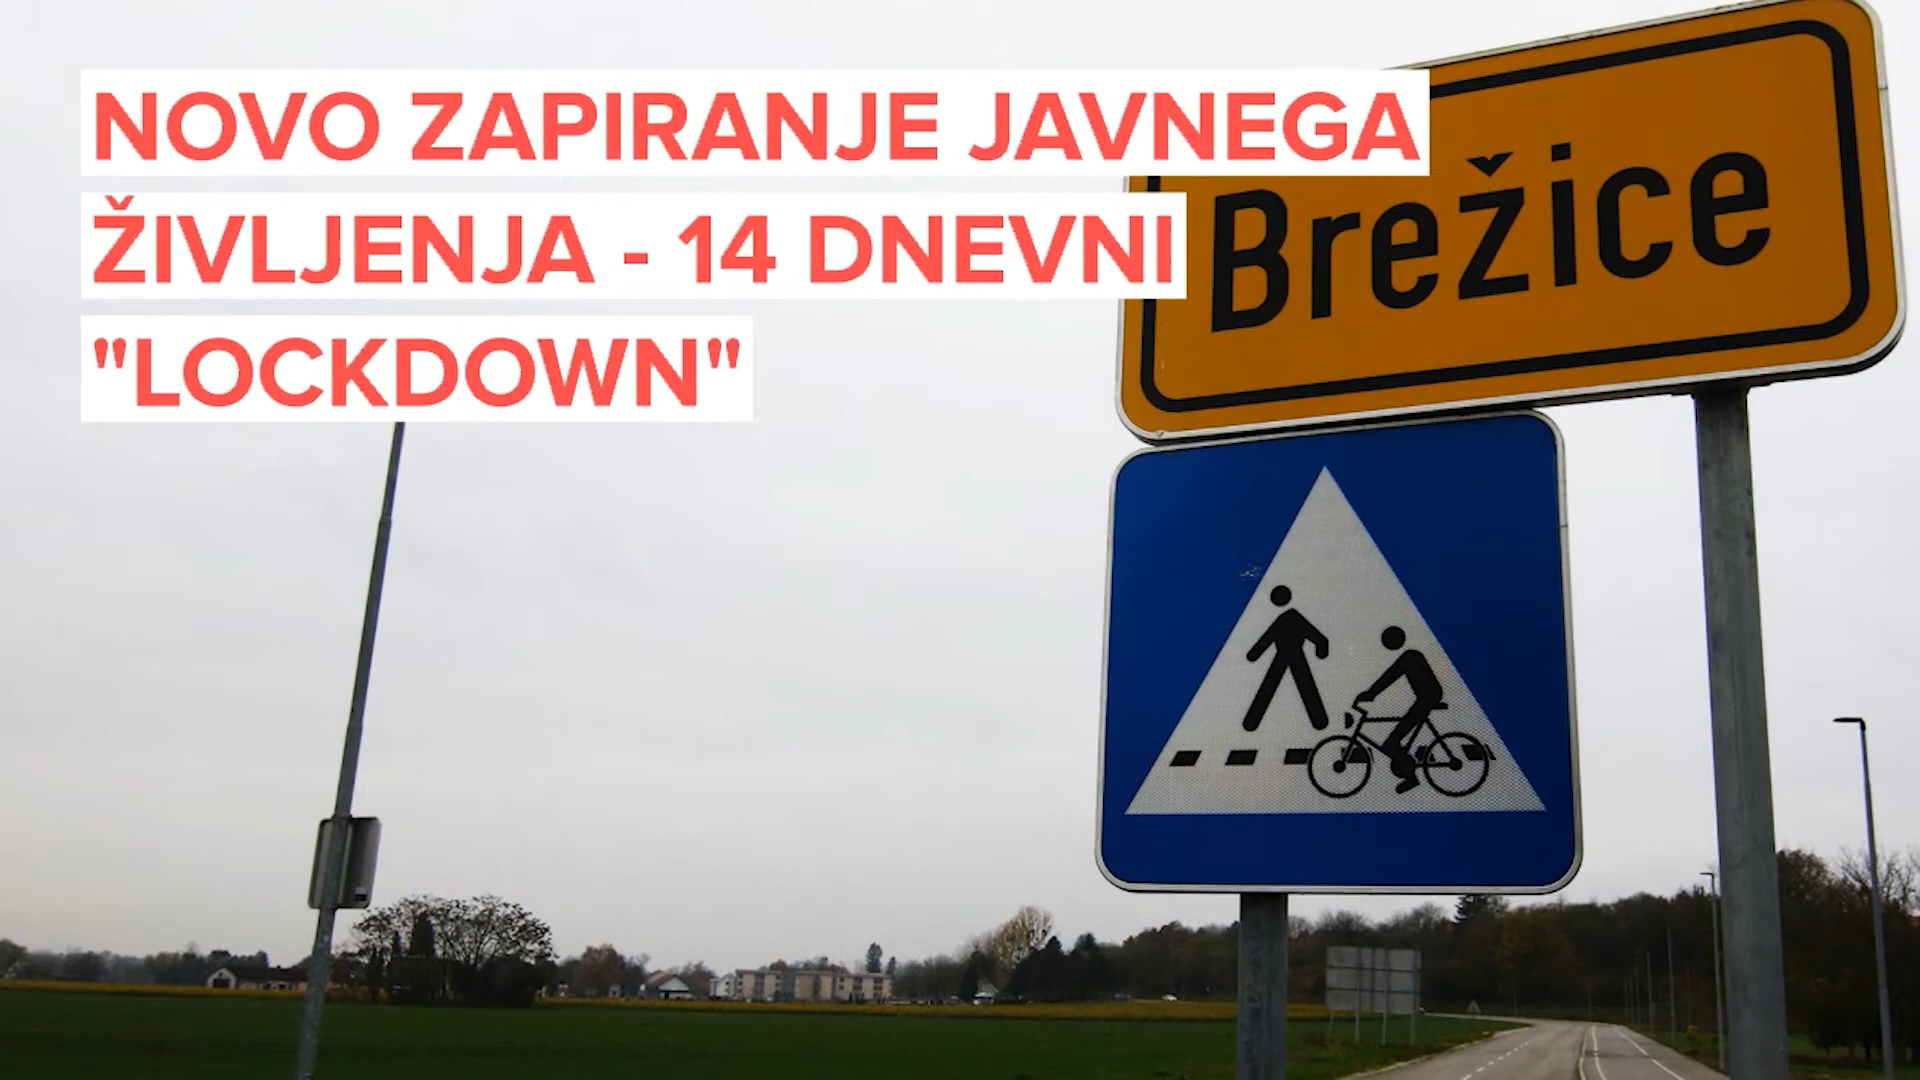 NOVO ZAPIRANJE JAVNEGA
ŽIVLJENJA - 14 DNEVNI
"LOCKDOWN"
Brežice